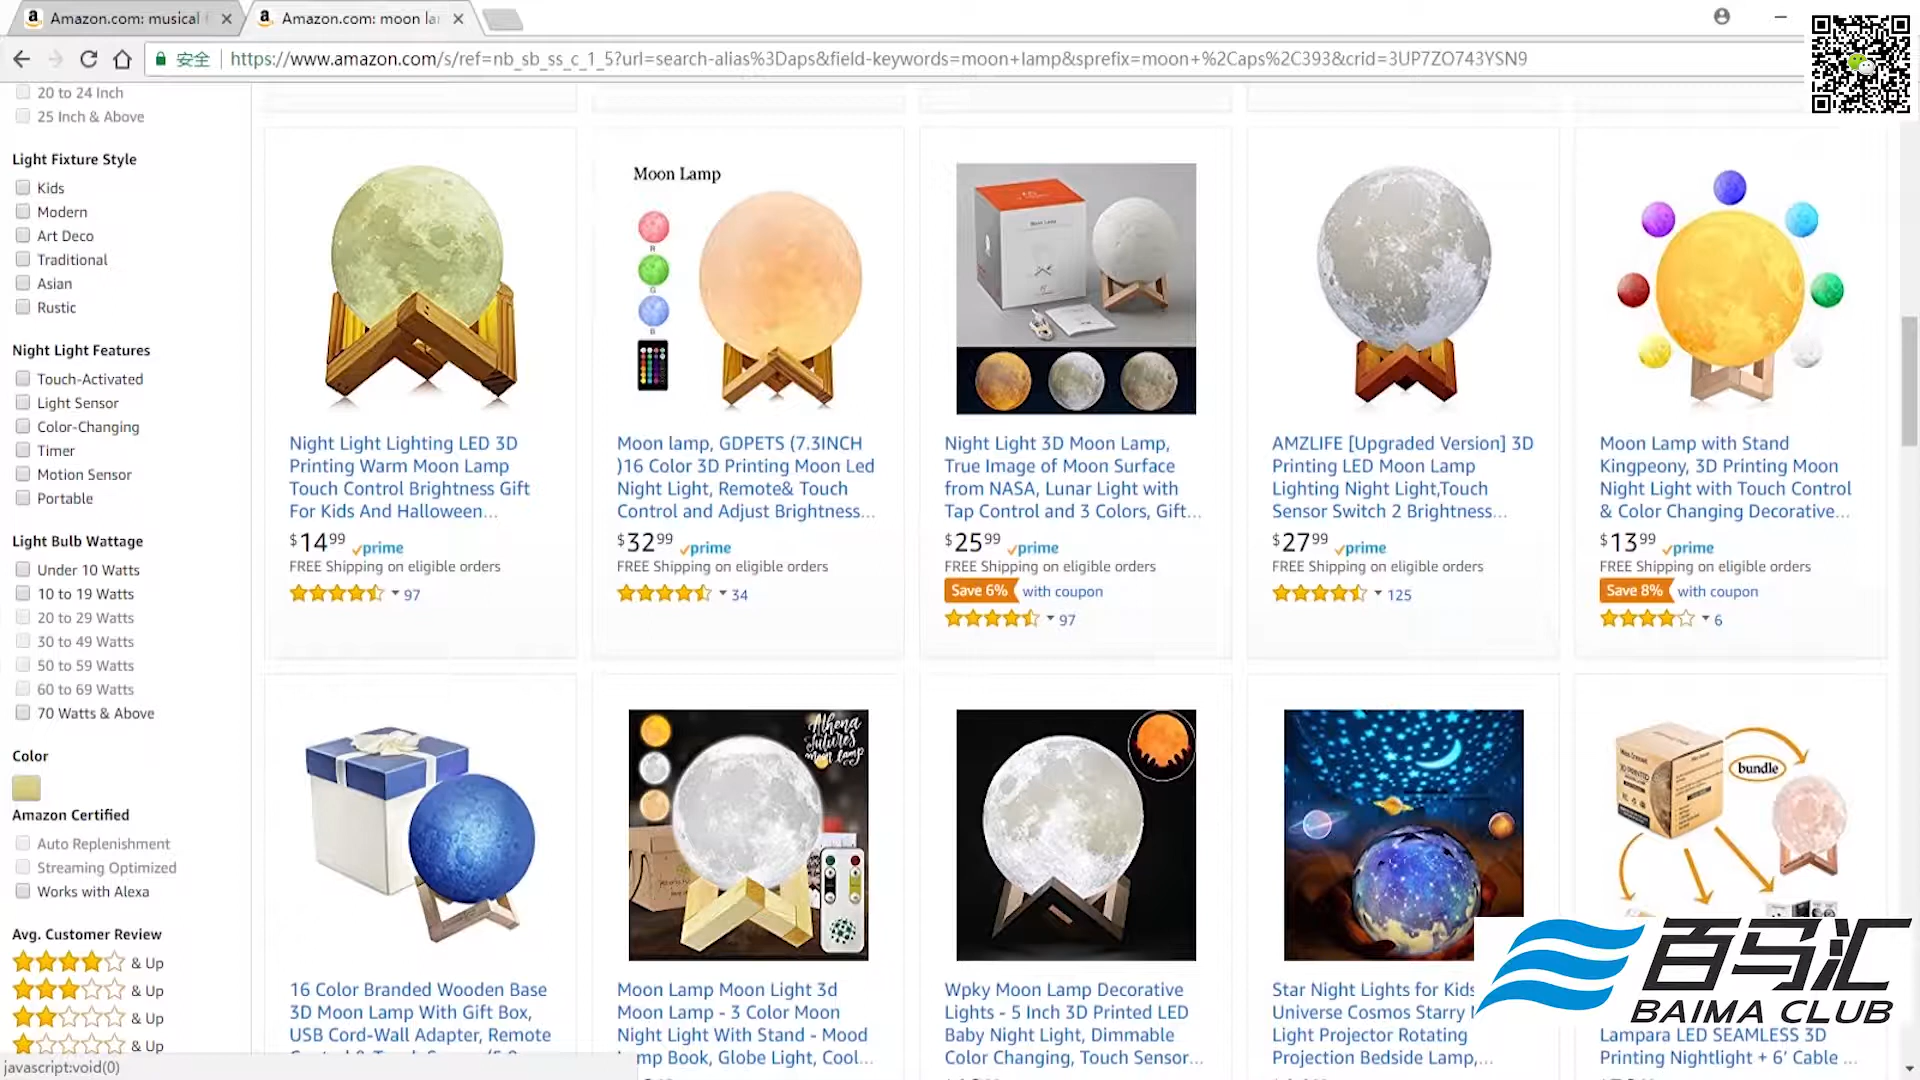 Amazon.com: musical
Amazon.com: moon la
安全
https://www.amazon.com/s/ref=nb_sb_ss_c_1_5?url=search-alias%3Daps&field-keywords=moon+lamp&sprefix=moon+%2Caps%2C393&crid=3UP7ZO743YSN9
20 to 24 Inch
25 Inch & Above
Light Fixture Style
Kids
Modern
Art Deco
Traditional
Asian
Rustic
Night Light Features
Touch-Activated
Light Sensor
Color-Changing
Timer
Motion Sensor
Portable
Light Bulb Wattage
Under 10 Watts
10 to 19 Watts
20 to 29 Watts
30 to 49 Watts
50 to 59 Watts
60 to 69 Watts
70 Watts & Above
Color
Amazon Certified
Auto Replenishment
Streaming Optimized
Works with Alexa
Avg. Customer Review
& Up
& Up
& Up
& Up
javascript:void(0)
Night Light Lighting LED 3D
Printing Warm Moon Lamp
Touch Control Brightness Gift
For Kids And Halloween...
$14.99 prime
FREE Shipping on eligible orders
97
Moon Lamp
R
G
B
Moon lamp, GDPETS (7.3INCH
)16 Color 3D Printing Moon Led
Night Light, Remote& Touch
Control and Adjust Brightness...
$32.99 prime
FREE Shipping on eligible orders
34
Moon Lamp
Night Light 3D Moon Lamp,
True Image of Moon Surface
from NASA, Lunar Light with
Tap Control and 3 Colors, Gift...
$25.99 prime
FREE Shipping on eligible orders
Save 6% with coupon
97
AMZLIFE [Upgraded Version] 3D
Printing LED Moon Lamp
Lighting Night Light,Touch
Sensor Switch 2 Brightness...
$27.99 prime
FREE Shipping on eligible orders
125
Moon Lamp with Stand
Kingpeony, 3D Printing Moon
Night Light with Touch Control
& Color Changing Decorative...
$13.99 prime
FREE Shipping on eligible orders
Save 8% with coupon
6
16 Color Branded Wooden Base
3D Moon Lamp With Gift Box,
USB Cord-Wall Adapter, Remote
Athena
futures
moon lamp
Moon Lamp Moon Light 3d
Moon Lamp - 3 Color Moon
Night Light With Stand - Mood
Lamp Book, Globe Light, Cool...
Wpky Moon Lamp Decorative
Lights - 5 Inch 3D Printed LED
Baby Night Light, Dimmable
Color Changing, Touch Sensor...
Star Night Lights for Kids
Universe Cosmos Starry
Light Projector Rotating
Projection Bedside Lamp,...
bundle
Lampara LED SEAMLESS 3D
Printing Nightlight + 6' Cable ...
百马汇
BAIMA CLUB